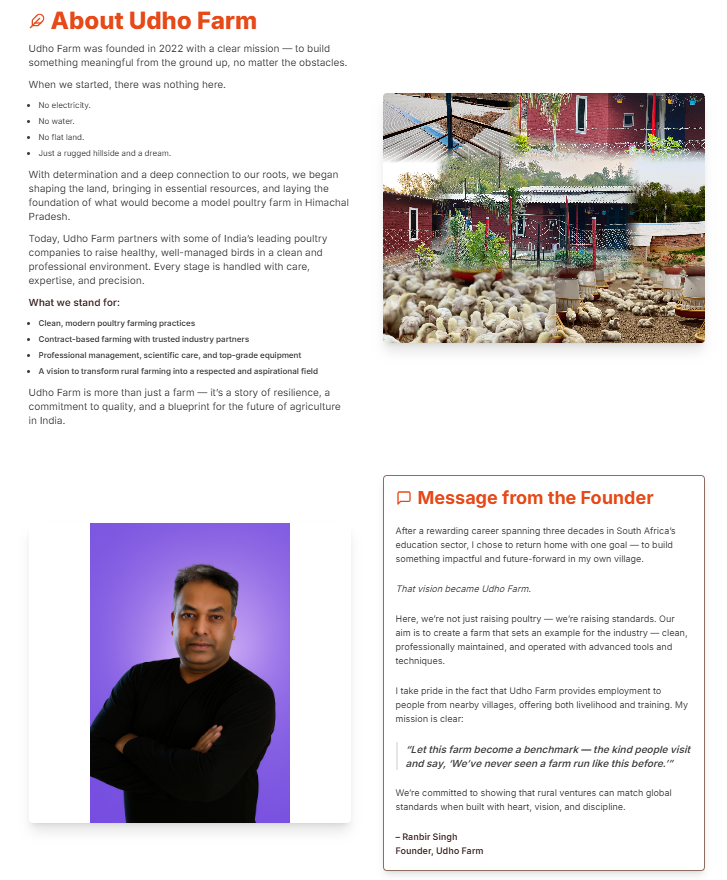 About Udho Farm
Udho Farm was founded in 2022 with a clear mission — to build
something meaningful from the ground up, no matter the obstacles.
When we started, there was nothing here.
• No electricity.
• No water.
• No flat land.
• Just a rugged hillside and a dream.
With determination and a deep connection to our roots, we began
shaping the land, bringing in essential resources, and laying the
foundation of what would become a model poultry farm in Himachal
Pradesh.
Today, Udho Farm partners with some of India's leading poultry
companies to raise healthy, well-managed birds in a clean and
professional environment. Every stage is handled with care,
expertise, and precision.
What we stand for:
• Clean, modern poultry farming practices
• Contract-based farming with trusted industry partners
• Professional management, scientific care, and top-grade equipment
• A vision to transform rural farming into a respected and aspirational field
Udho Farm is more than just a farm — it's a story of resilience, a
commitment to quality, and a blueprint for the future of agriculture
in India.
Message from the Founder
After a rewarding career spanning three decades in South Africa's
education sector, I chose to return home with one goal — to build
something impactful and future-forward in my own village.
That vision became Udho Farm.
Here, we're not just raising poultry — we're raising standards. Our
aim is to create a farm that sets an example for the industry — clean,
professionally maintained, and operated with advanced tools and
techniques.
I take pride in the fact that Udho Farm provides employment to
people from nearby villages, offering both livelihood and training. My
mission is clear:
"Let this farm become a benchmark — the kind people visit
and say, 'We've never seen a farm run like this before.'"
We're committed to showing that rural ventures can match global
standards when built with heart, vision, and discipline.
– Ranbir Singh
Founder, Udho Farm